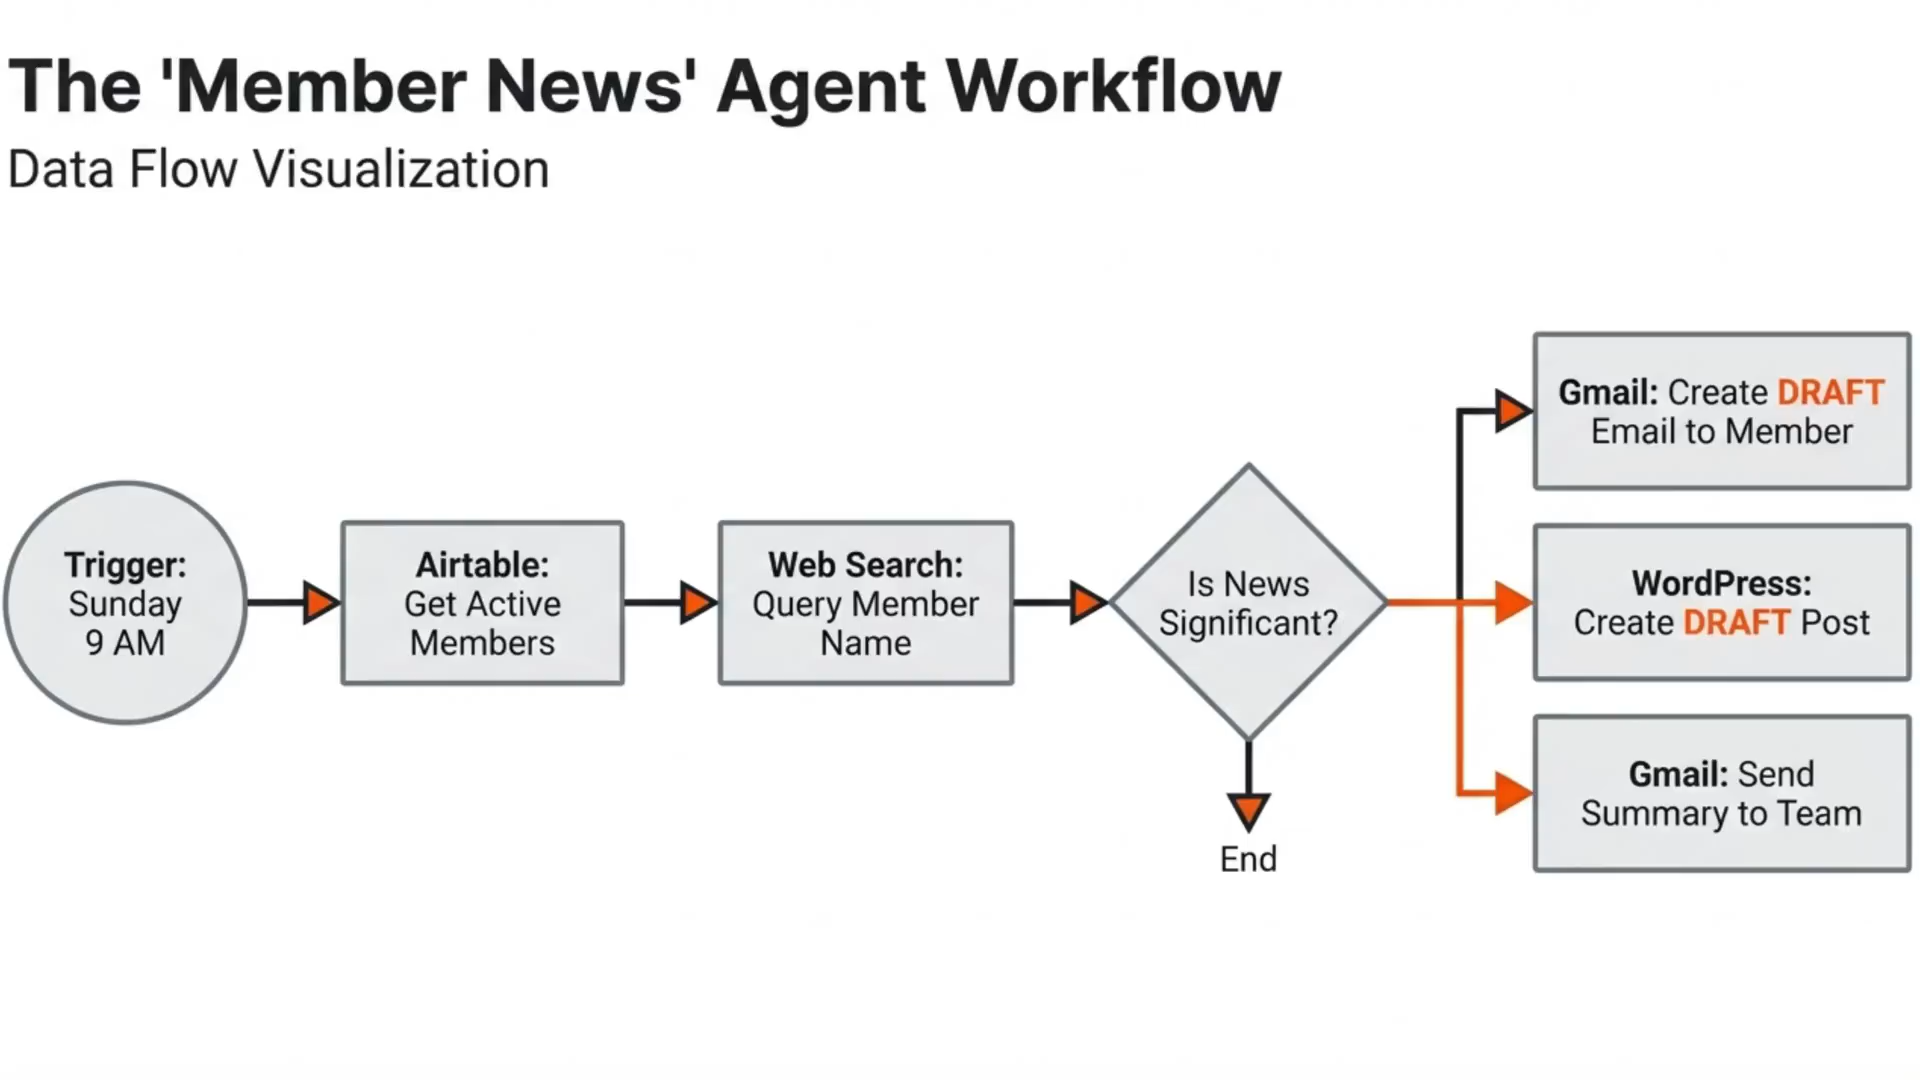 The 'Member News' Agent Workflow
Data Flow Visualization
Trigger:
Sunday
9 AM
Airtable:
Get Active
Members
Web Search:
Query Member
Name
Is News
Significant?
End
Gmail: Create DRAFT
Email to Member
WordPress:
Create DRAFT Post
Gmail: Send
Summary to Team